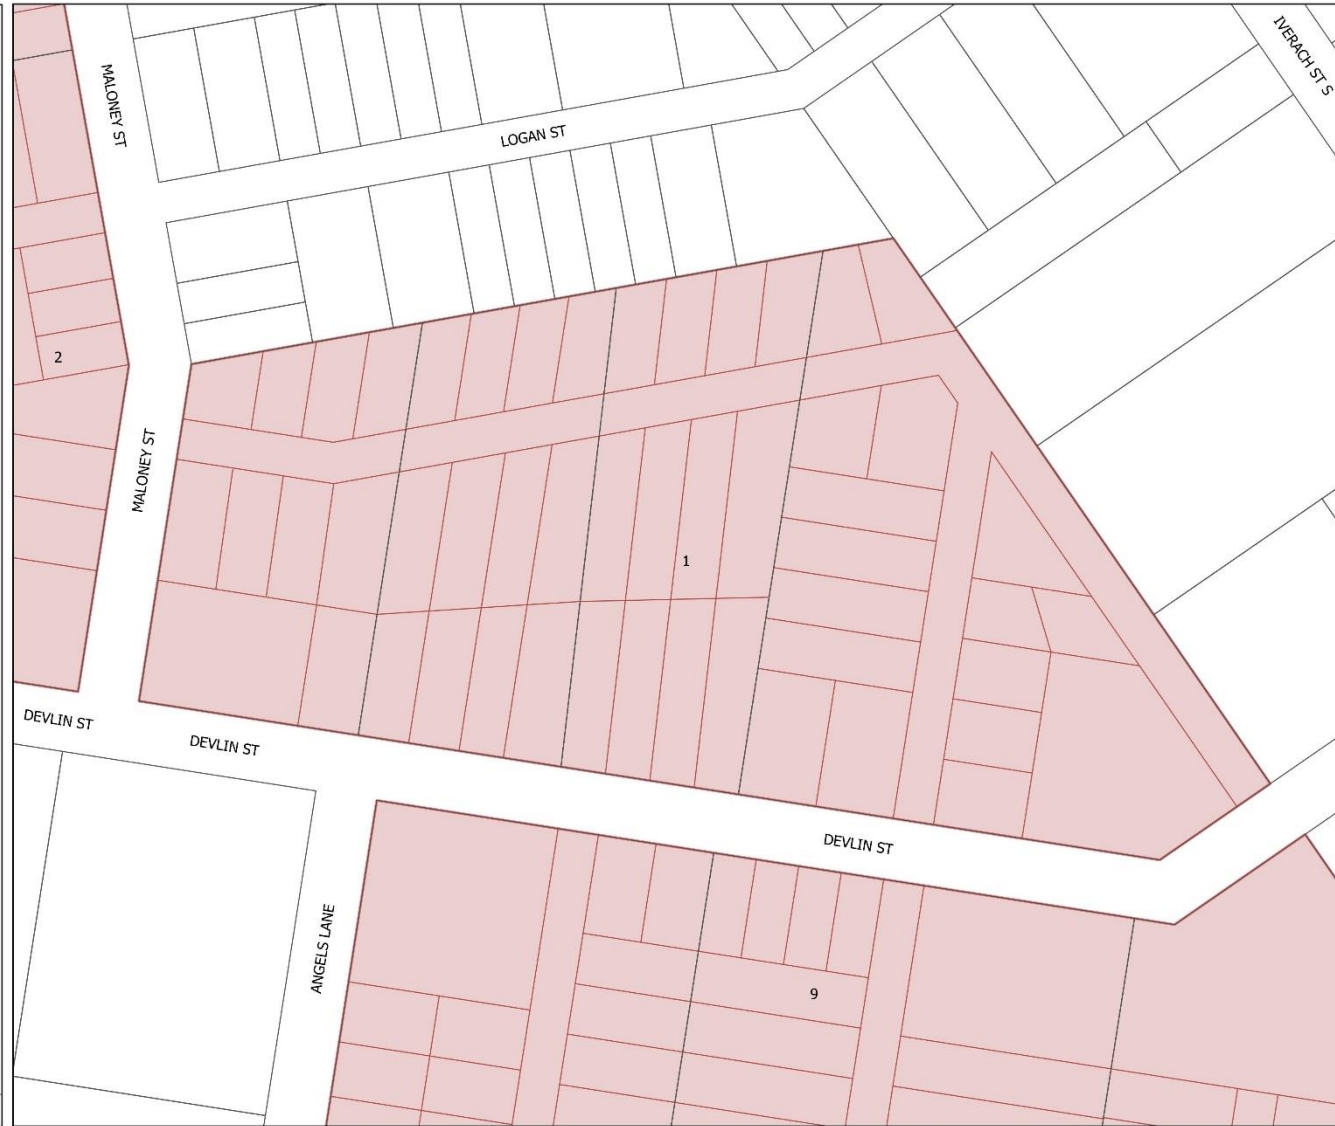 IVERACH ST S
MALONEY ST
LOGAN ST
2
MALONEY ST
1
DEVLIN ST
DEVLIN ST
DEVLIN ST
ANGELS LANE
9